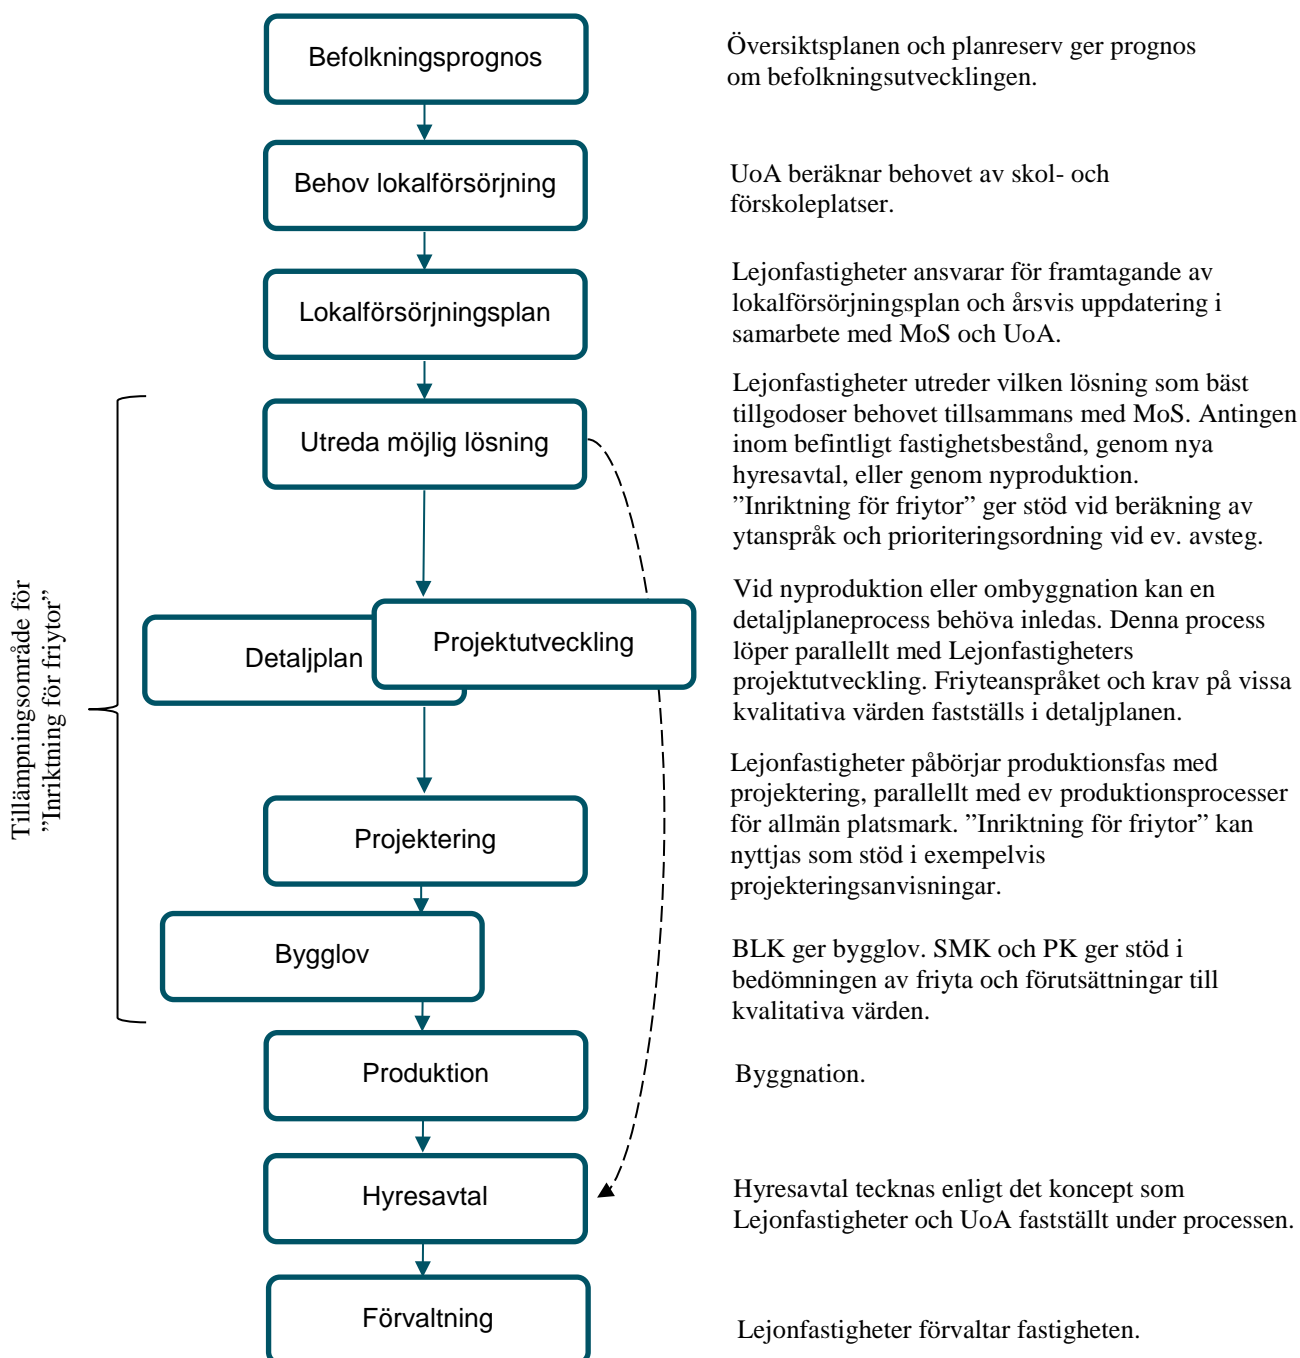 Befolkningsprognos
Översiktsplanen och planreserv ger prognos
om befolkningsutvecklingen.
Behov lokalförsörjning
UoA beräknar behovet av skol- och
förskoleplatser.
Lokalförsörjningsplan
Lejonfastigheter ansvarar för framtagande av
lokalförsörjningsplan och årsvis uppdatering i
samarbete med MoS och UoA.
Utreda möjlig lösning
Lejonfastigheter utreder vilken lösning som bäst
tillgodoser behovet tillsammans med MoS. Antingen
inom befintligt fastighetsbestånd, genom nya
hyresavtal, eller genom nyproduktion.
”Inriktning för friytor” ger stöd vid beräkning av
ytanspråk och prioriteringsordning vid ev. avsteg.
Tillämpningsområde för
”Inriktning för friytor”
Detaljplan
Projektutveckling
Vid nyproduktion eller ombyggnation kan en
detaljplaneprocess behöva inledas. Denna process
löper parallellt med Lejonfastigheters
projektutveckling. Friyteanspråket och krav på vissa
kvalitativa värden fastställs i detaljplanen.
Projektering
Lejonfastigheter påbörjar produktionsfas med
projektering, parallellt med ev produktionsprocesser
för allmän platsmark. ”Inriktning för friytor” kan
nyttjas som stöd i exempelvis
projekteringsanvisningar.
Bygglov
BLK ger bygglov. SMK och PK ger stöd i
bedömningen av friyta och förutsättningar till
kvalitativa värden.
Produktion
Byggnation.
Hyresavtal
Hyresavtal tecknas enligt det koncept som
Lejonfastigheter och UoA fastställt under processen.
Förvaltning
Lejonfastigheter förvaltar fastigheten.